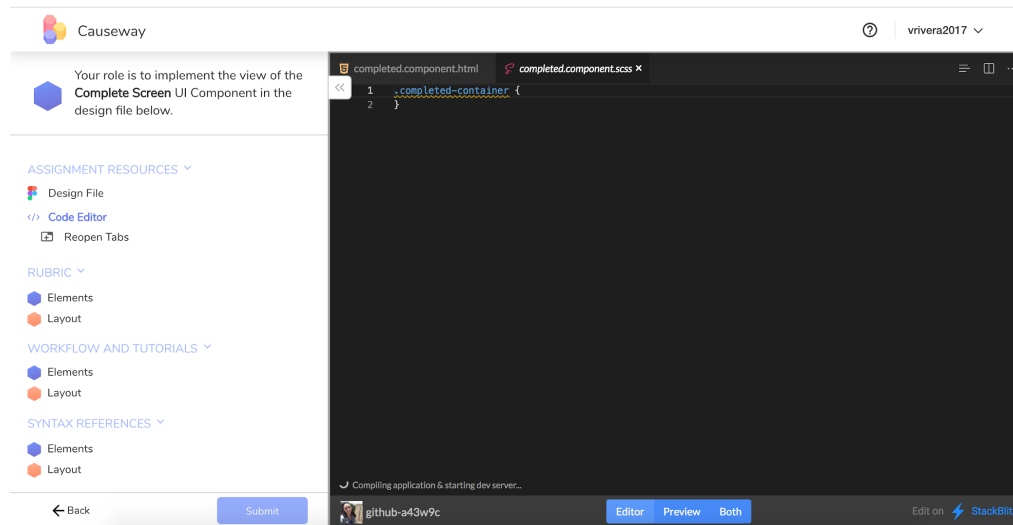 Causeway
vrivera2017
Your role is to implement the view of the
Complete Screen UI Component in the
design file below.
ASSIGNMENT RESOURCES
Design File
</> Code Editor
Reopen Tabs
RUBRIC
Elements
Layout
WORKFLOW AND TUTORIALS
Elements
Layout
SYNTAX REFERENCES
Elements
Layout
Back
Submit
completed.component.html
completed.component.scss ×
1 .completed-container {
2 }
Compiling application & starting dev server...
github-a43w9c
Editor Preview Both
Edit on StackBlit